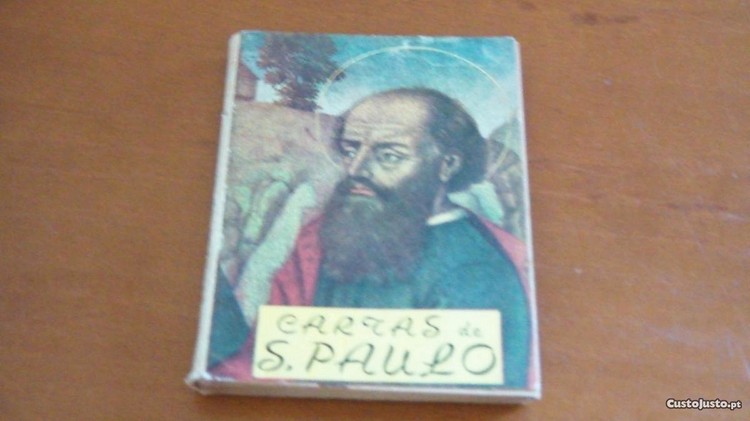 CARTAS de
S. PAULO
CustoJusto.pt